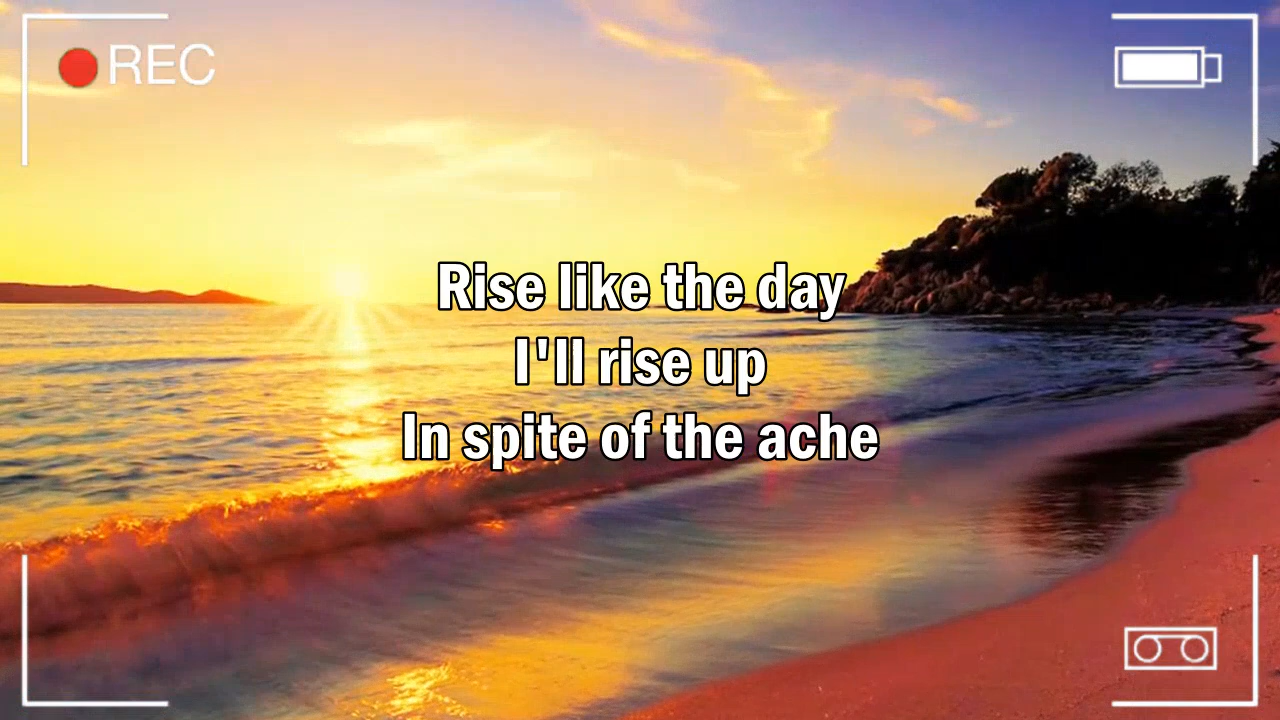 REC
Rise like the day
I'll rise up
In spite of the ache